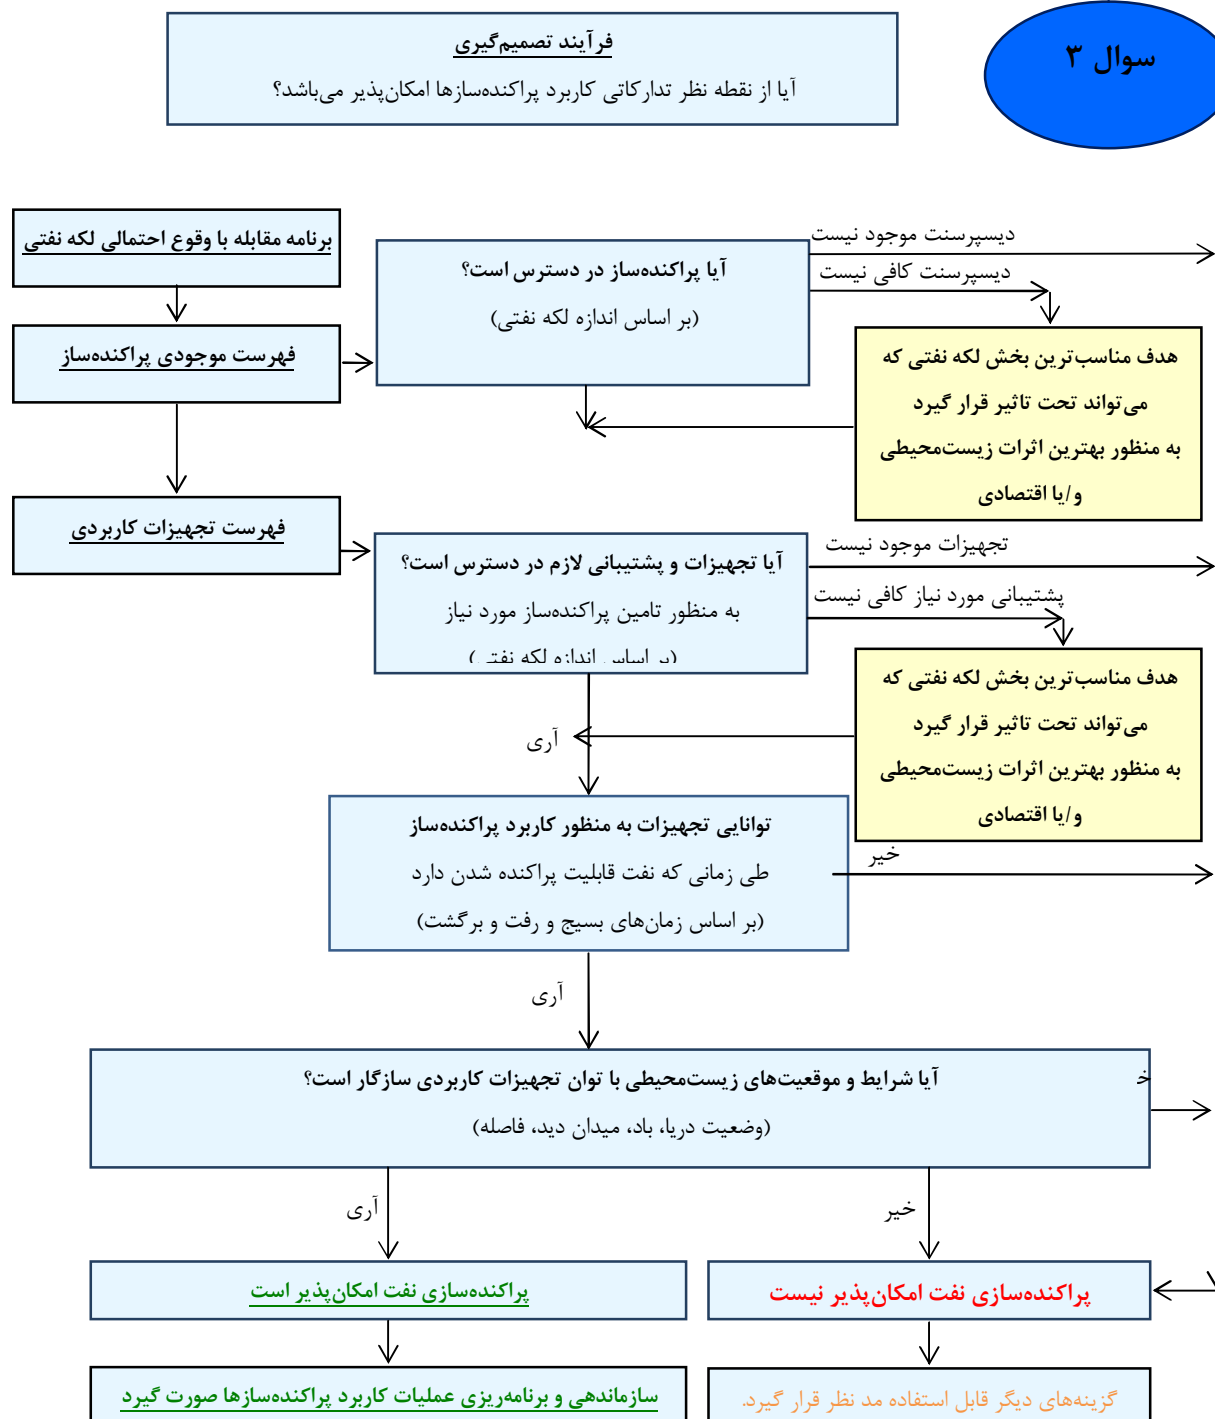 سوال ۳
فرآیند تصمیم‌گیری
آیا از نقطه نظر تدارکاتی کاربرد پراکنده‌سازها امکان‌پذیر می‌باشد؟
برنامه مقابله با وقوع احتمالی لکه نفتی
فهرست موجودی پراکنده‌ساز
آیا پراکنده‌ساز در دسترس است؟
(بر اساس اندازه لکه نفتی)
دیسپرسنت موجود نیست
دیسپرسنت کافی نیست
هدف مناسب‌ترین بخش لکه نفتی که
می‌تواند تحت تاثیر قرار گیرد
به منظور بهترین اثرات زیست‌محیطی
و/یا اقتصادی
فهرست تجهیزات کاربردی
آیا تجهیزات و پشتیبانی لازم در دسترس است؟
به منظور تامین پراکنده‌ساز مورد نیاز
(بر اساس اندازه لکه نفتی)
تجهیزات موجود نیست
پشتیبانی مورد نیاز کافی نیست
هدف مناسب‌ترین بخش لکه نفتی که
می‌تواند تحت تاثیر قرار گیرد
به منظور بهترین اثرات زیست‌محیطی
و/یا اقتصادی
آری
توانایی تجهیزات به منظور کاربرد پراکنده‌ساز
طی زمانی که نفت قابلیت پراکنده شدن دارد
(بر اساس زمان‌های بسیج و رفت و برگشت)
خیر
آری
آیا شرایط و موقعیت‌های زیست‌محیطی با توان تجهیزات کاربردی سازگار است؟
(وضعیت دریا، باد، میدان دید، فاصله)
خیر
آری
پراکنده‌سازی نفت امکان‌پذیر نیست
پراکنده‌سازی نفت امکان‌پذیر است
گزینه‌های دیگر قابل استفاده مد نظر قرار گیرد.
سازماندهی و برنامه‌ریزی عملیات کاربرد پراکنده‌سازها صورت گیرد